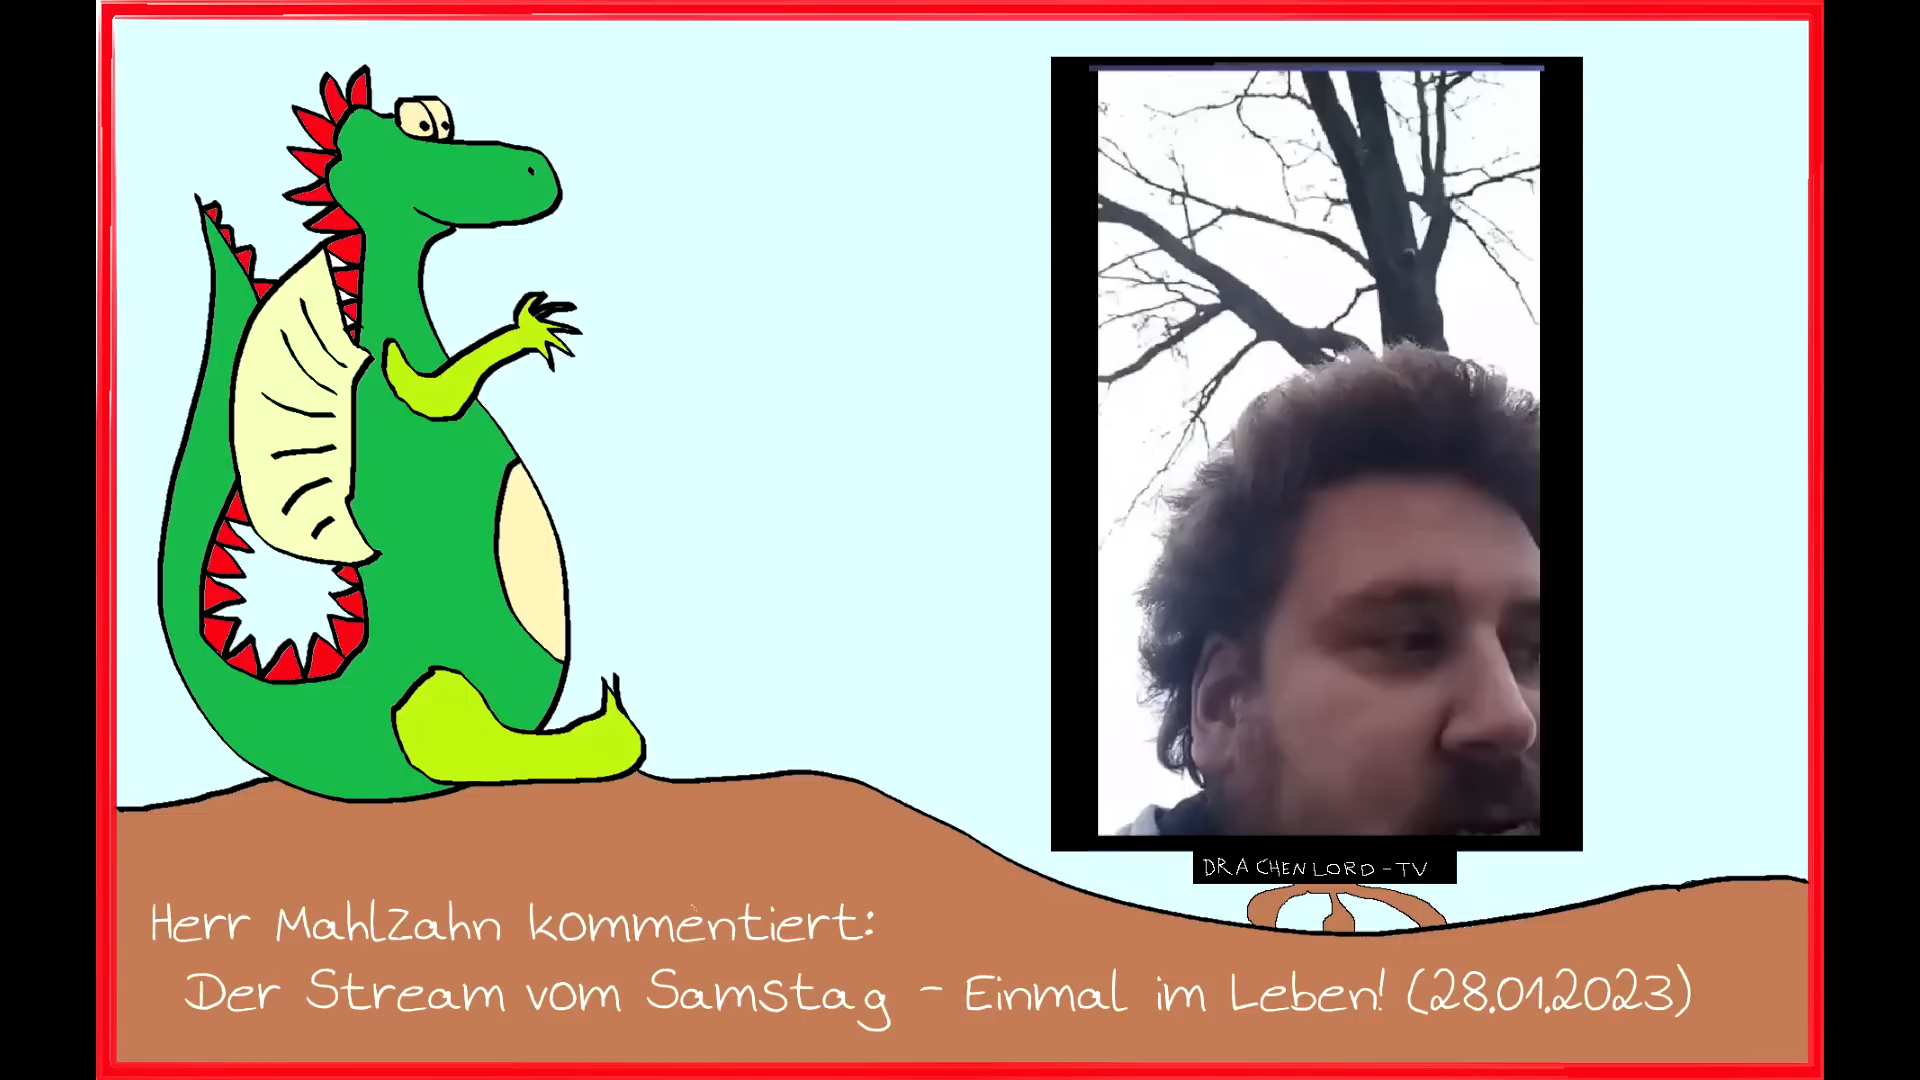 DRACHENLORD-TV
Herr Mahlzahn kommentiert:
Der Stream vom Samstag - Einmal im Leben! (28.01.2023)